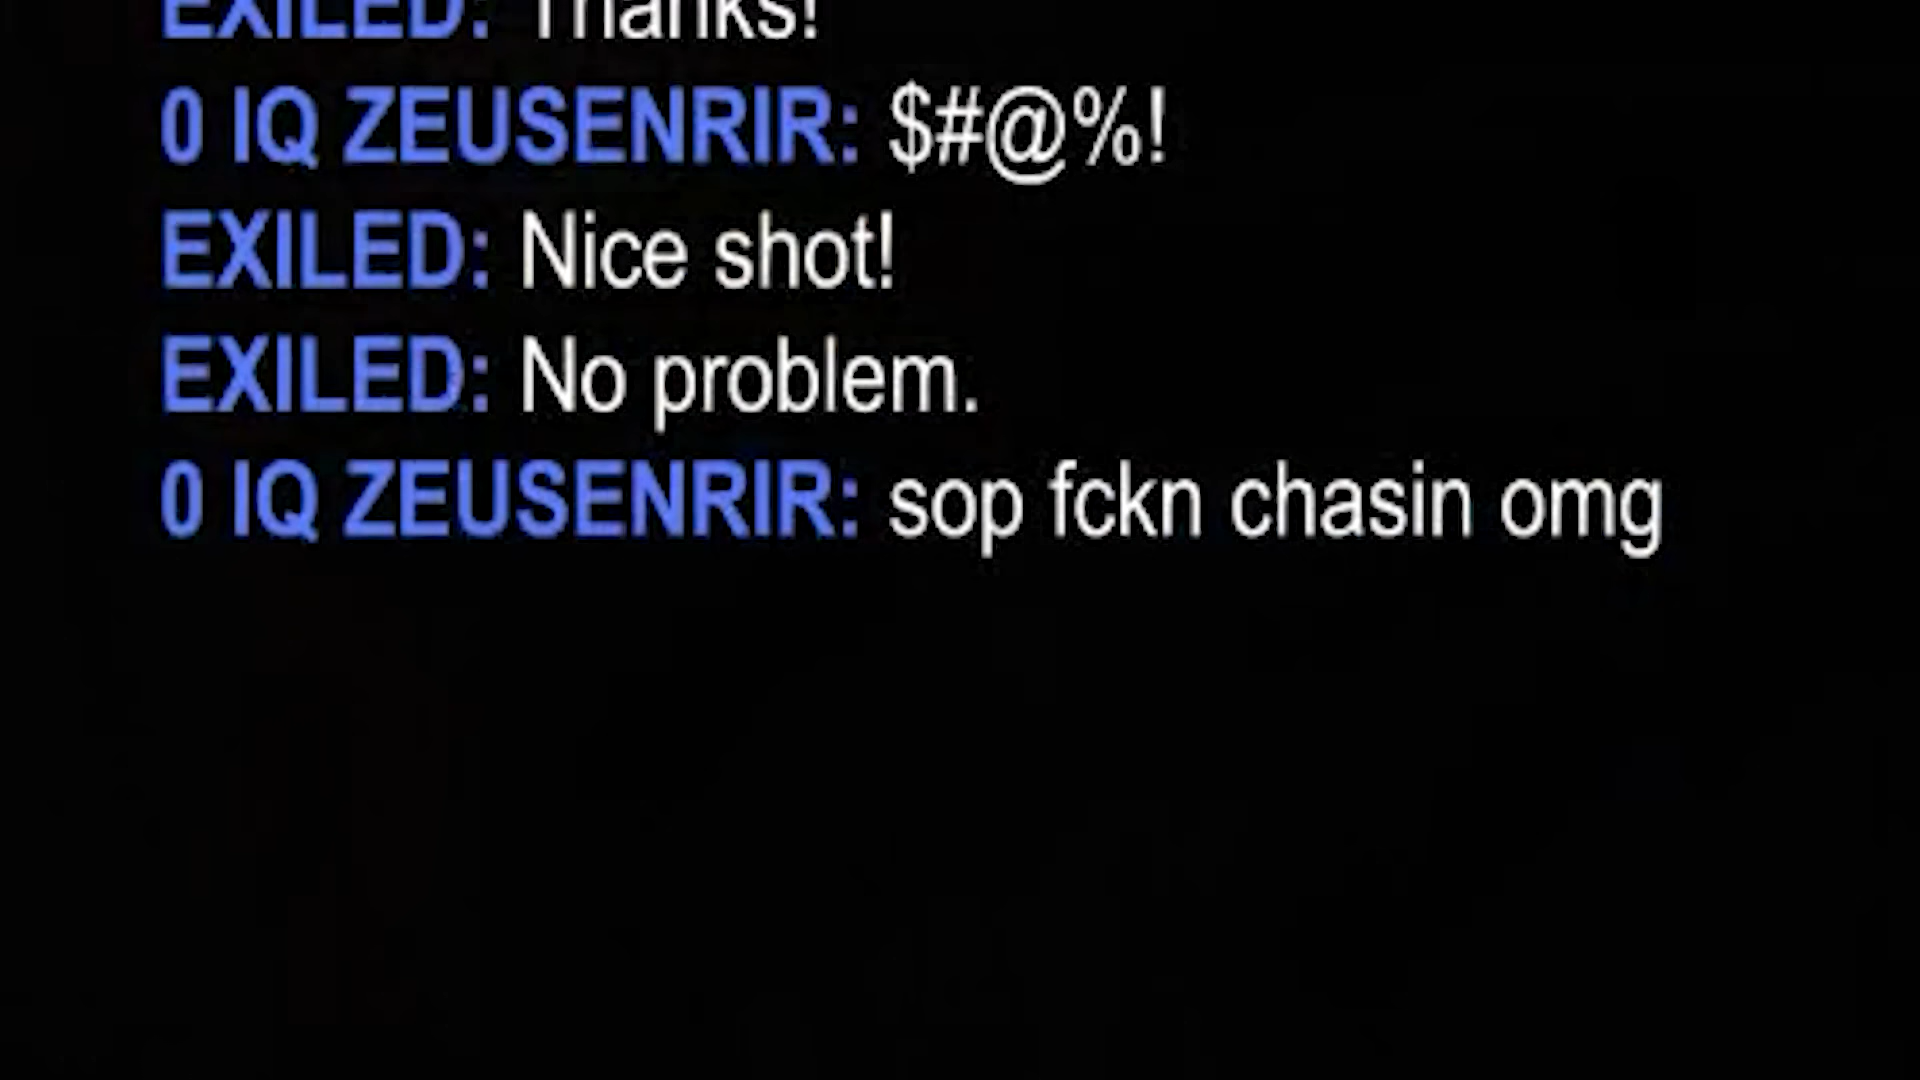 EXILED: Thanks!
0 IQ ZEUSENRIR: $#@%!
EXILED: Nice shot!
EXILED: No problem.
0 IQ ZEUSENRIR: sop fckn chasin omg